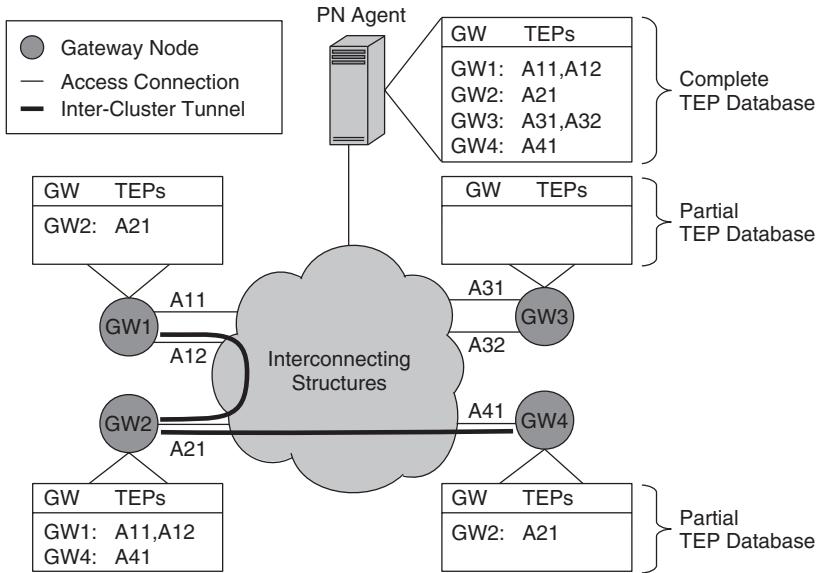 PN Agent
Gateway Node
Access Connection
Inter-Cluster Tunnel
GW TEPs
GW1: A11,A12
GW2: A21
GW3: A31,A32
GW4: A41
Complete
TEP Database
GW TEPs
GW2: A21
GW TEPs
Partial
TEP Database
A11
GW1
A12
A31
GW3
A32
Interconnecting
Structures
GW2
A21
A41
GW4
GW TEPs
GW1: A11,A12
GW4: A41
GW TEPs
GW2: A21
Partial
TEP Database